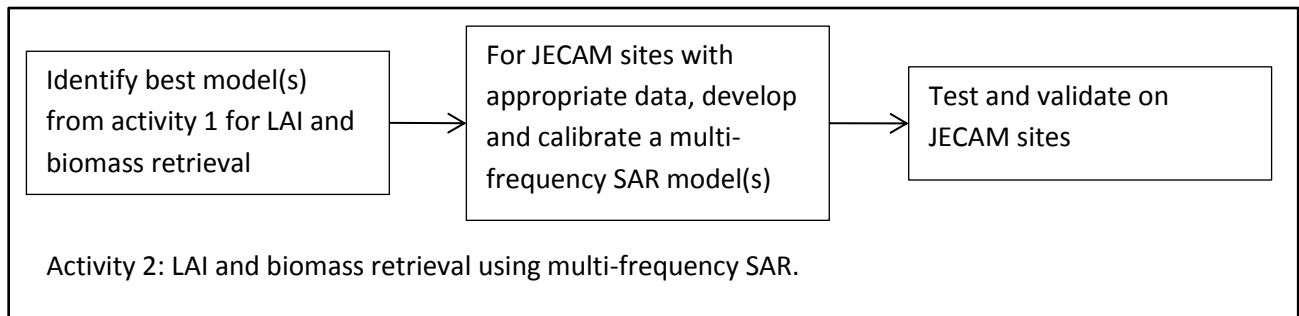 Identify best model(s)
from activity 1 for LAI and
biomass retrieval
For JECAM sites with
appropriate data, develop
and calibrate a multi-
frequency SAR model(s)
Test and validate on
JECAM sites
Activity 2: LAI and biomass retrieval using multi-frequency SAR.